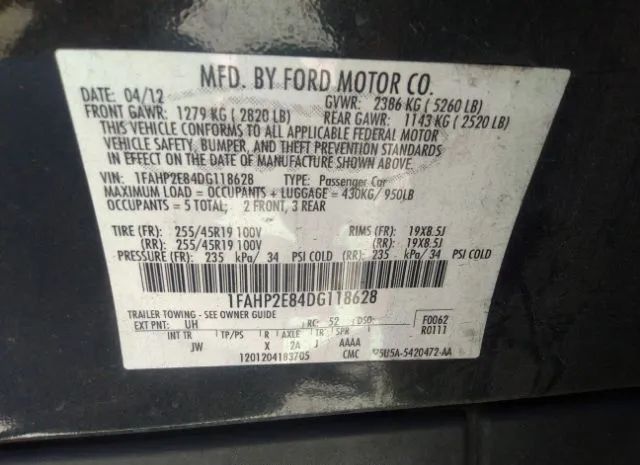 MFD. BY FORD MOTOR CO.
DATE: 04/12 GVWR: 2386 KG ( 5260 LB)
FRONT GAWR: 1279 KG ( 2820 LB) REAR GAWR: 1143 KG ( 2520 LB)
THIS VEHICLE CONFORMS TO ALL APPLICABLE FEDERAL MOTOR
VEHICLE SAFETY, BUMPER, AND THEFT PREVENTION STANDARDS
IN EFFECT ON THE DATE OF MANUFACTURE SHOWN ABOVE.
VIN: 1FAHP2E84DG118628 TYPE: Passenger Car
MAXIMUM LOAD = OCCUPANTS + LUGGAGE = 430KG/ 950LB
OCCUPANTS = 5 TOTAL; 2 FRONT, 3 REAR
TIRE (FR): 255/45R19 100V RIMS (FR): 19X8.5J
(RR): 255/45R19 100V (RR): 19X8.5J
PRESSURE (FR): 235 kPa/ 34 PSI COLD (RR): 235 kPa/ 34 PSI COLD
1FAHP2E84DG118628
TRAILER TOWING - SEE OWNER GUIDE
EXT PNT: UH RC: 52 DSO: F0062
INT TR TP/PS R AXLE TR SPR R0111
JW X 2A J AAAA
1201204183705 CMC 5U5A-5420472-AA